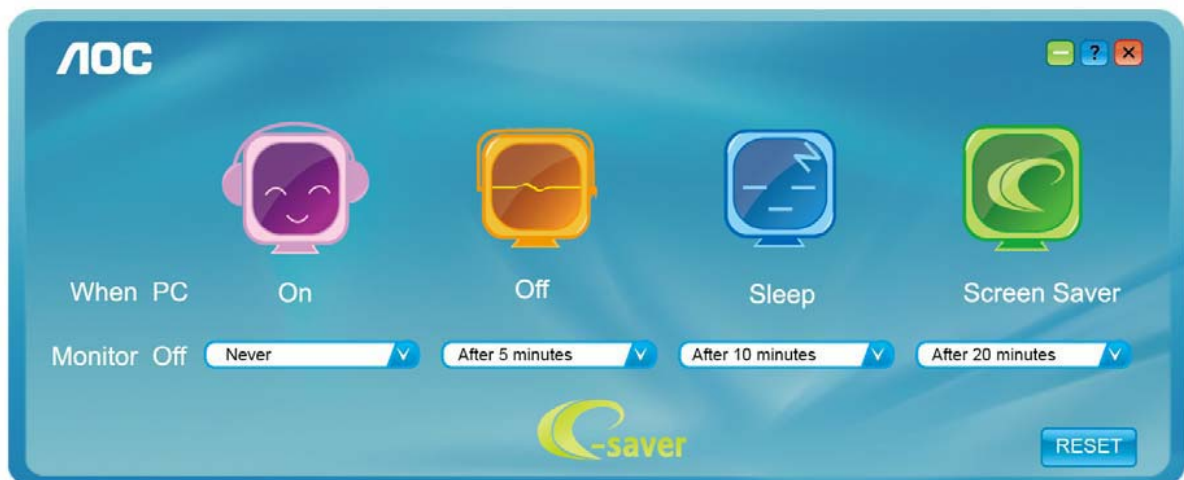 AOC
?
When PC On Off Sleep Screen Saver
Monitor Off Never After 5 minutes After 10 minutes After 20 minutes
e-saver
RESET